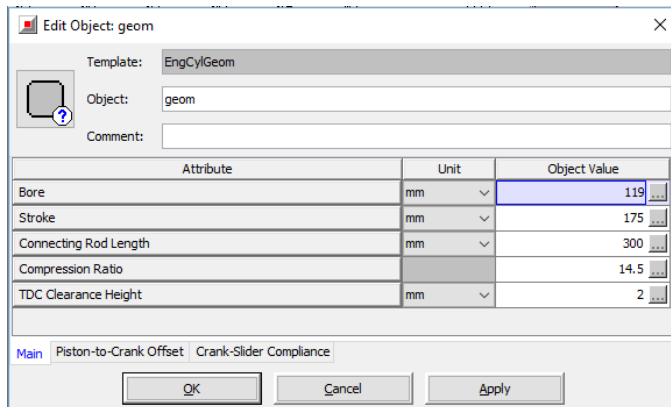 Edit Object: geom
Template: EngCylGeom
Object: geom
?
Comment:
Attribute Unit Object Value
Bore mm 119 ...
Stroke mm 175 ...
Connecting Rod Length mm 300 ...
Compression Ratio 14.5 ...
TDC Clearance Height mm 2 ...
Main Piston-to-Crank Offset Crank-Slider Compliance
OK Cancel Apply